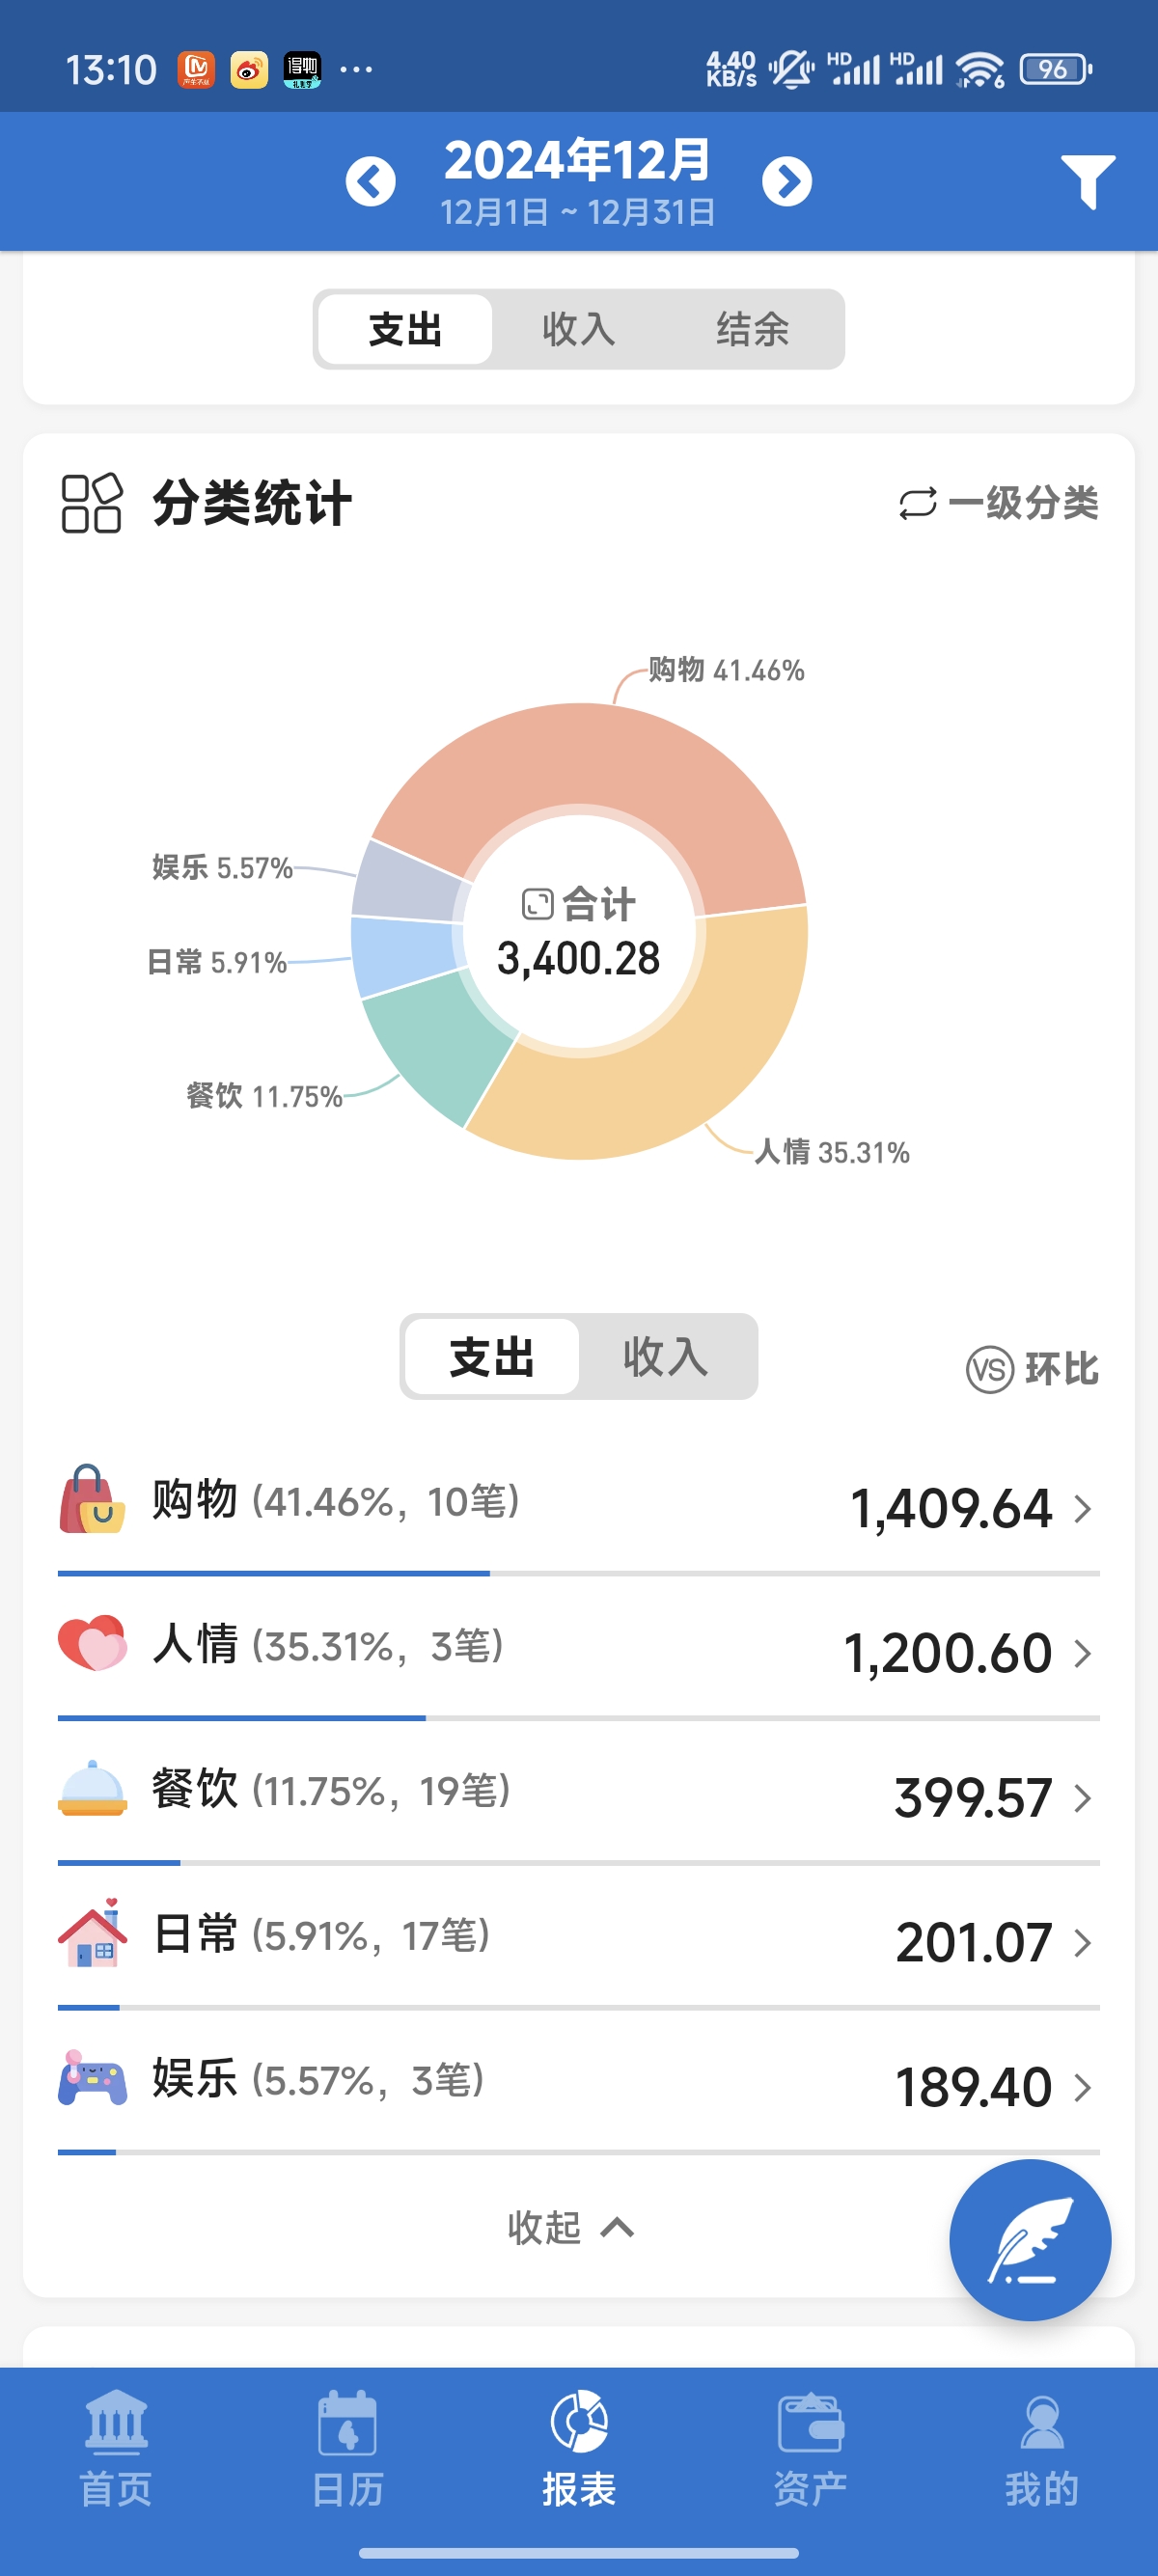 13:10
4.40
KB/s
HD HD 6 96
2024年12月
12月1日 ~ 12月31日
支出 收入 结余
分类统计
一级分类
购物 41.46%
娱乐 5.57%
合计
3,400.28
日常 5.91%
餐饮 11.75%
人情 35.31%
支出 收入
VS 环比
购物 (41.46%, 10笔) 1,409.64
人情 (35.31%, 3笔) 1,200.60
餐饮 (11.75%, 19笔) 399.57
日常 (5.91%, 17笔) 201.07
娱乐 (5.57%, 3笔) 189.40
收起
首页 日历 报表 资产 我的